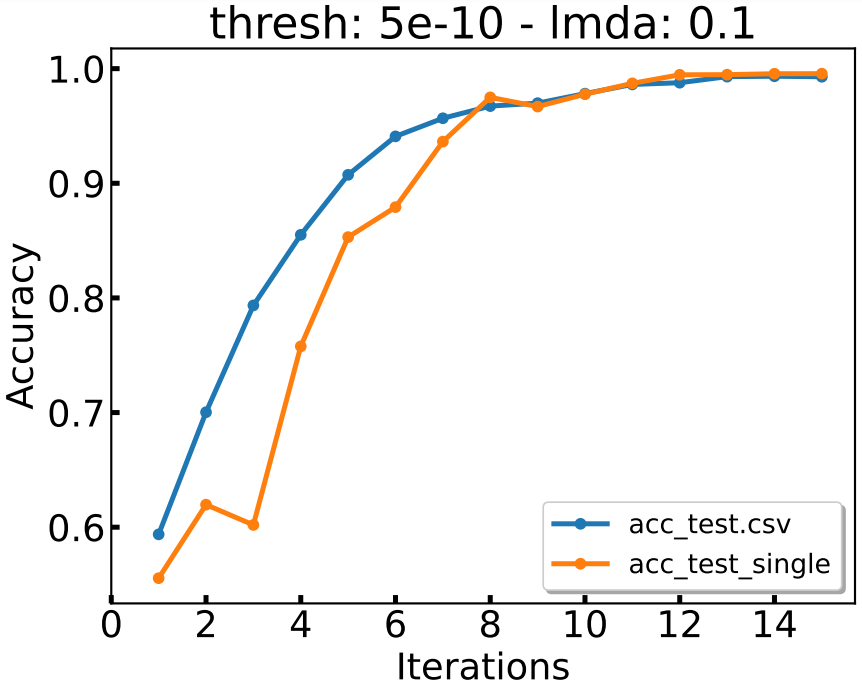 thresh: 5e-10 - lmda: 0.1
1.0
0.9
0.8
0.7
0.6
Accuracy
acc_test.csv
acc_test_single
0 2 4 6 8 10 12 14
Iterations